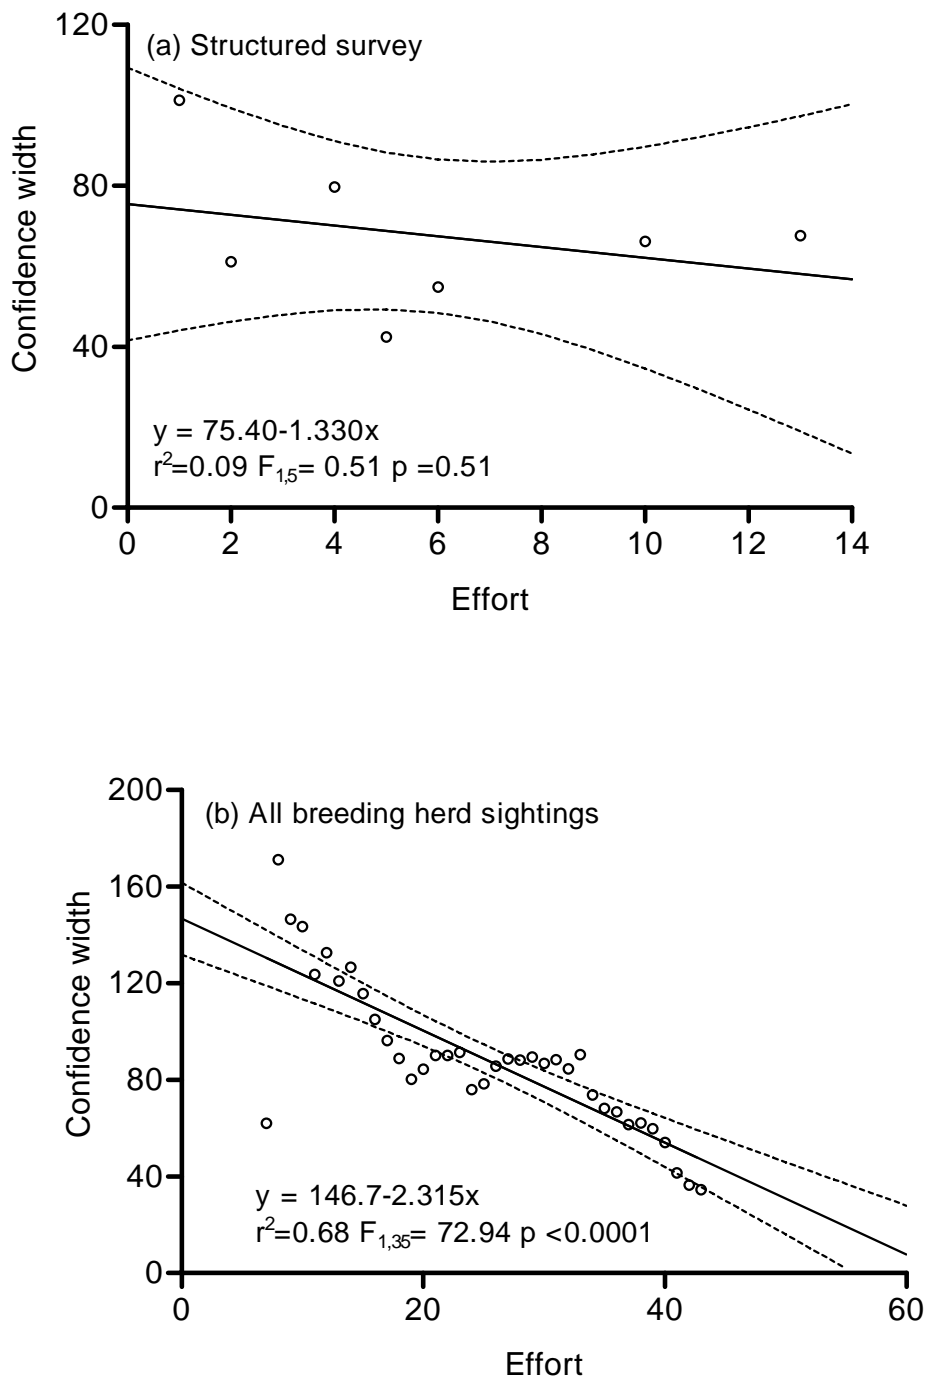 (a) Structured survey
120
80
40
0
Confidence width
y = 75.40-1.330x
r²=0.09 F₁,₅= 0.51 p =0.51
0 2 4 6 8 10 12 14
Effort
(b) All breeding herd sightings
200
160
120
80
40
0
Confidence width
y = 146.7-2.315x
r²=0.68 F₁,₃₅= 72.94 p <0.0001
0 20 40 60
Effort